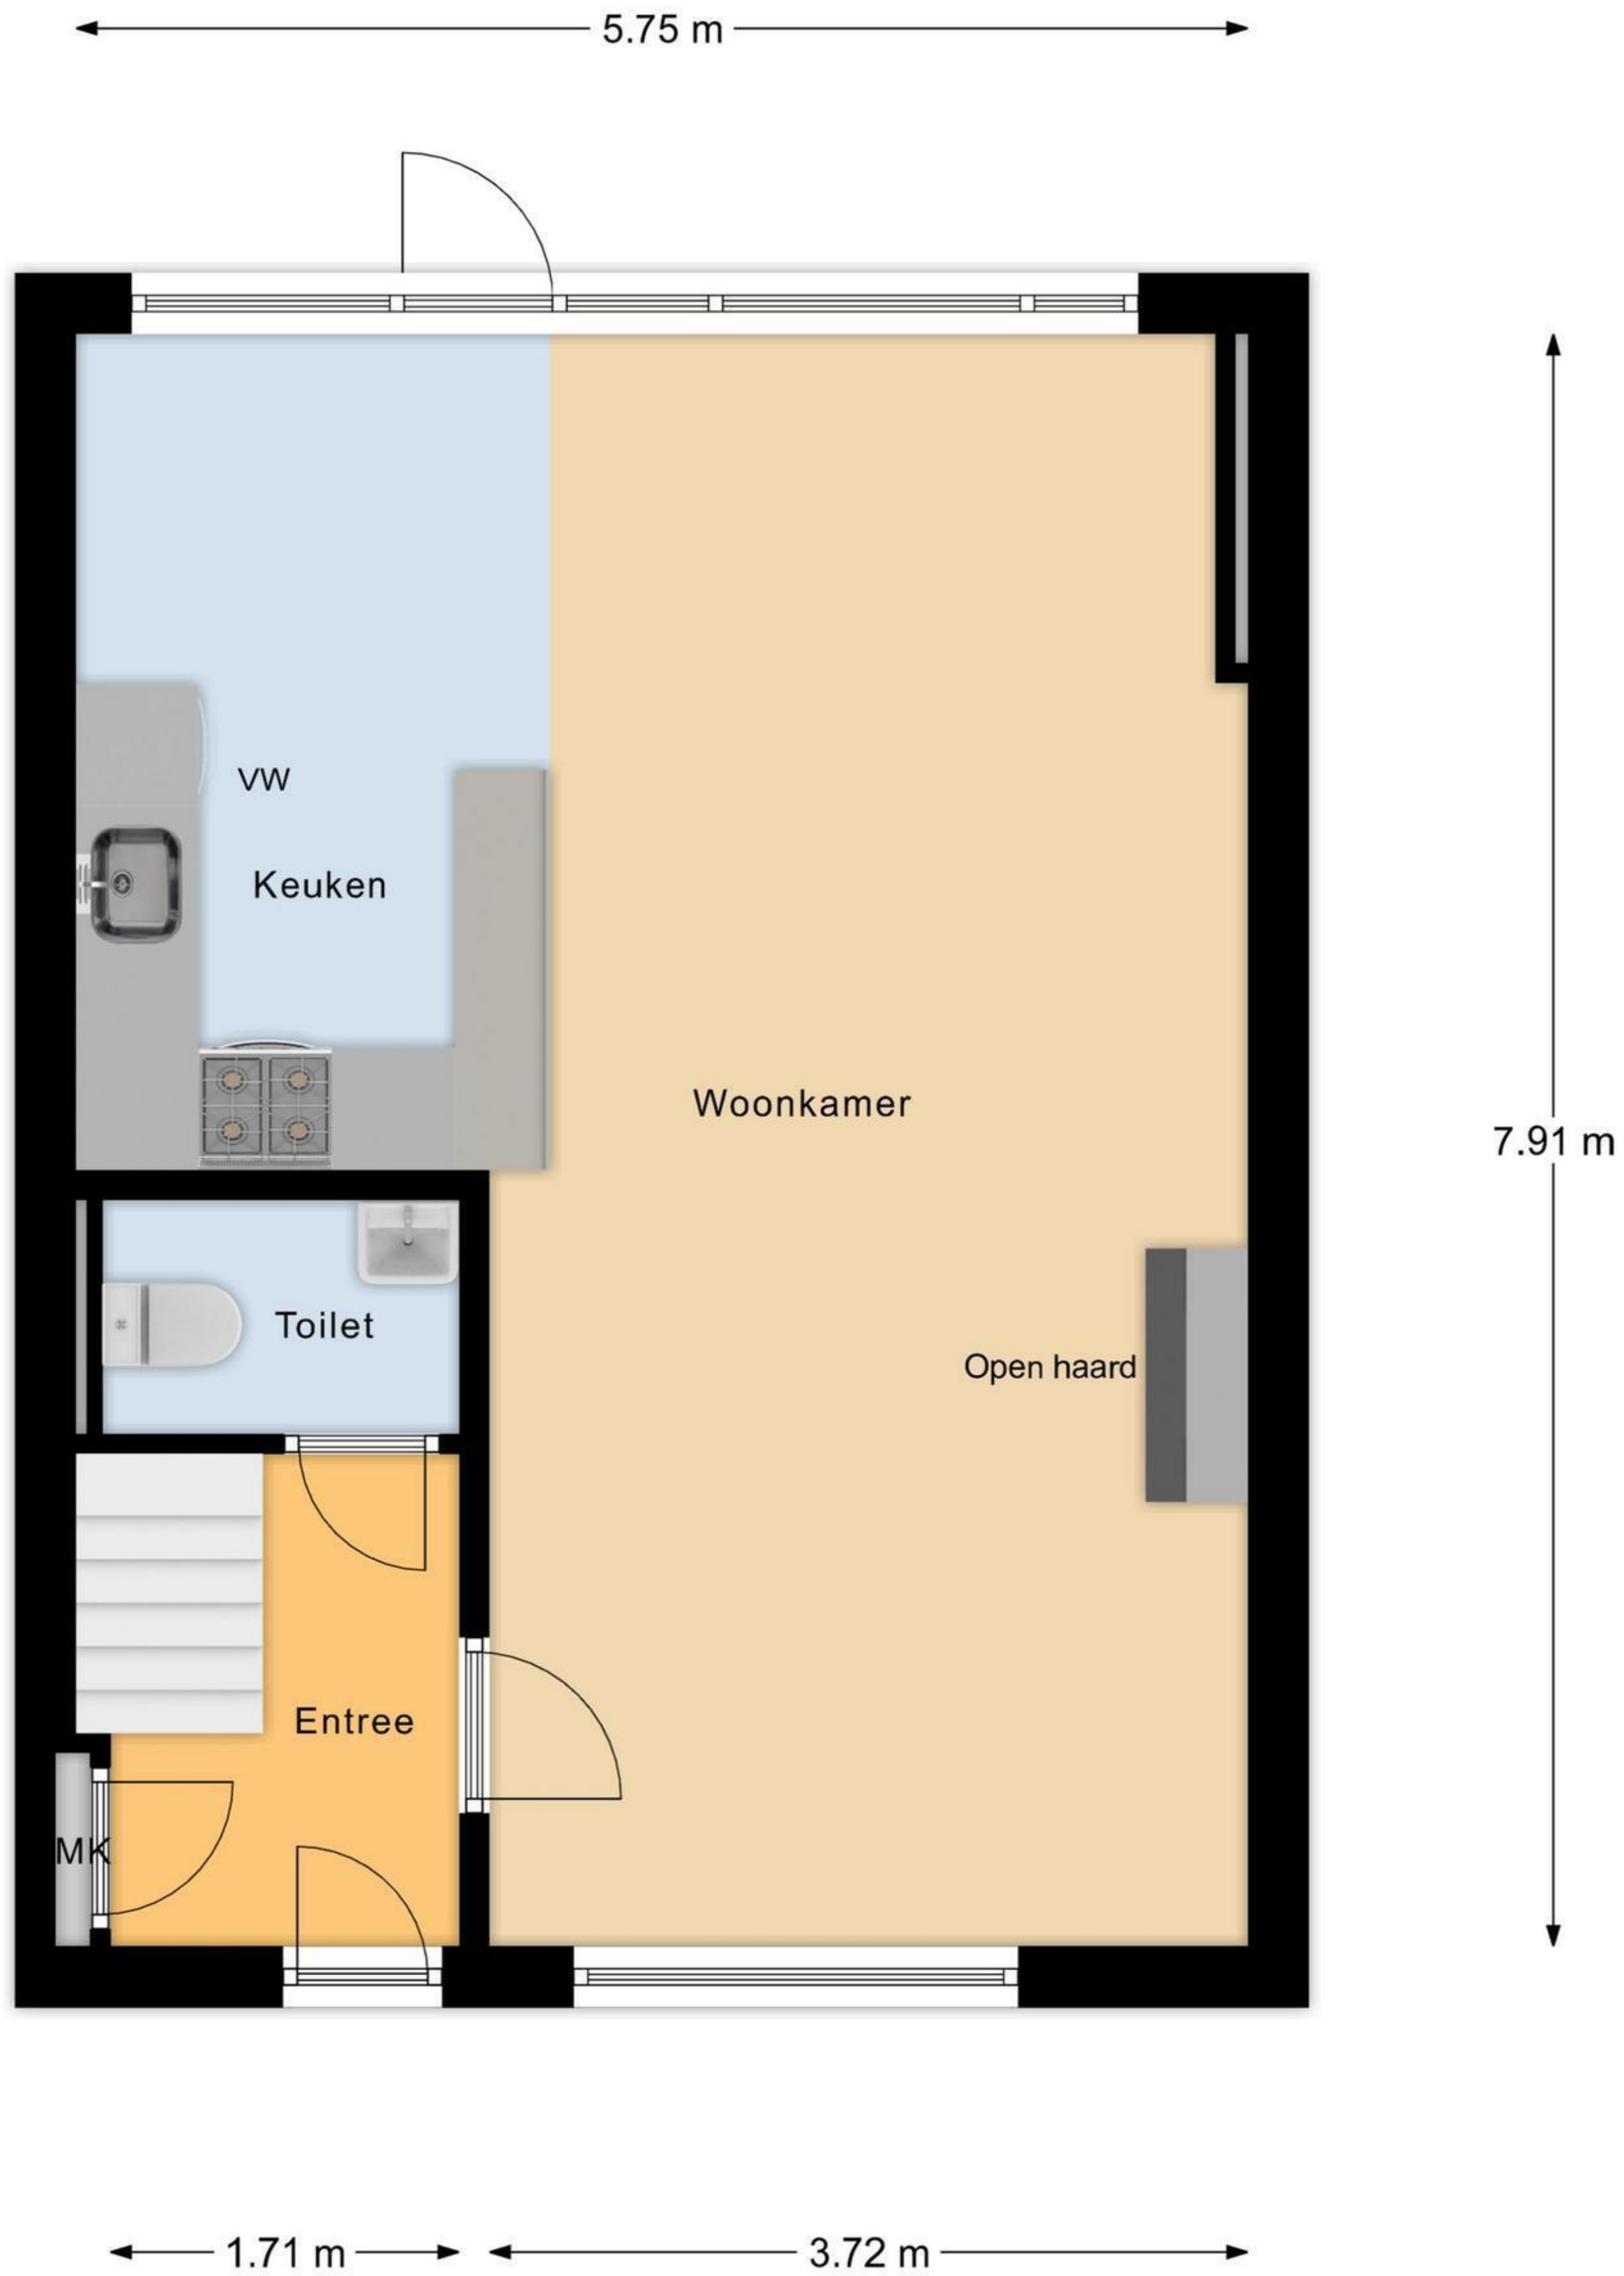 5.75 m
VW
Keuken
Woonkamer
7.91 m
Toilet
Open haard
Entree
MK
1.71 m
3.72 m